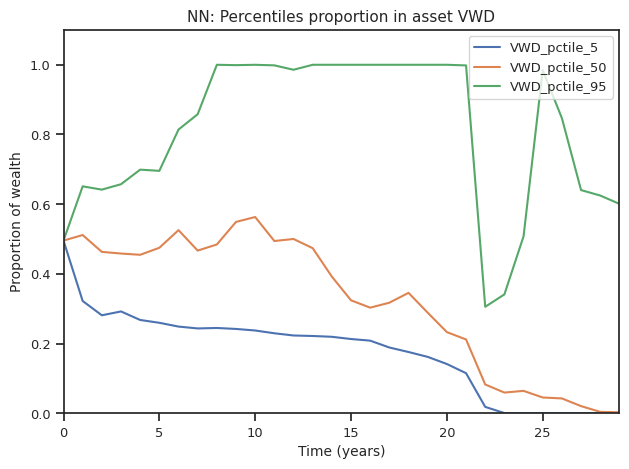 NN: Percentiles proportion in asset VWD
VWD_pctile_5
VWD_pctile_50
VWD_pctile_95
Proportion of wealth
1.0
0.8
0.6
0.4
0.2
0.0
0 5 10 15 20 25
Time (years)